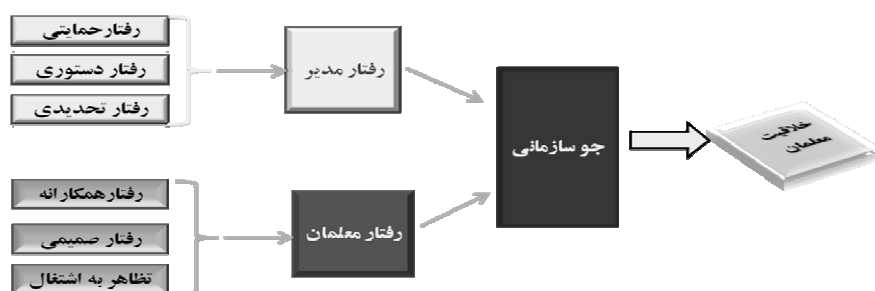 رفتارحمایتی
رفتار دستوری
رفتار تحدیدی
رفتار مدیر
جو سازمانی
خلاقیت
معلمان
رفتارهمکارانه
رفتار صمیمی
تظاهر به اشتغال
رفتار معلمان